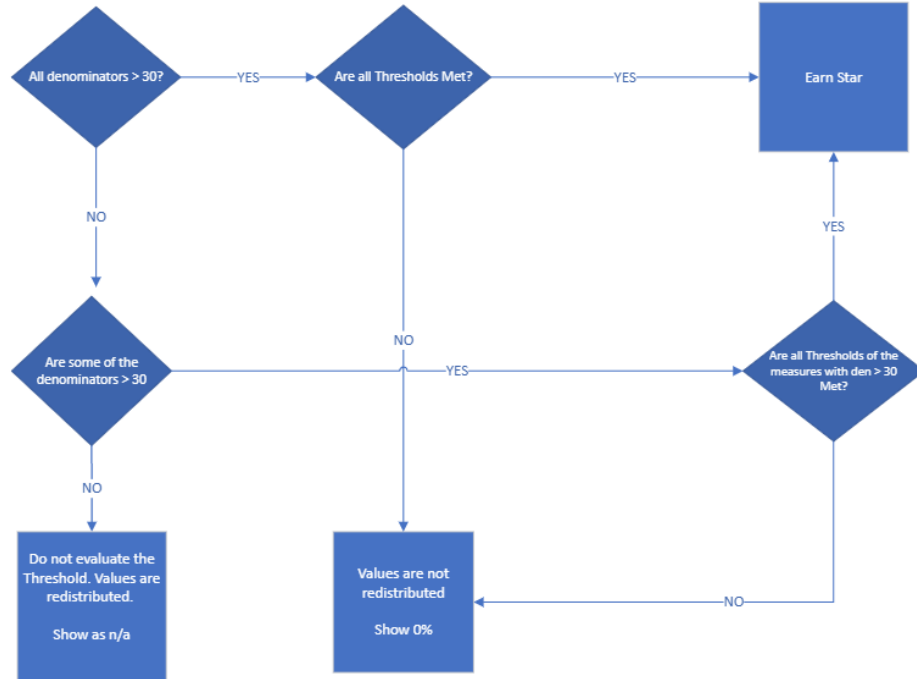 All denominators > 30?
YES
Are all Thresholds Met?
YES
Earn Star
NO
YES
NO
Are some of the
denominators > 30
YES
Are all Thresholds of the
measures with den > 30
Met?
NO
Do not evaluate the
Threshold. Values are
redistributed.
Show as n/a
Values are not
redistributed
Show 0%
NO